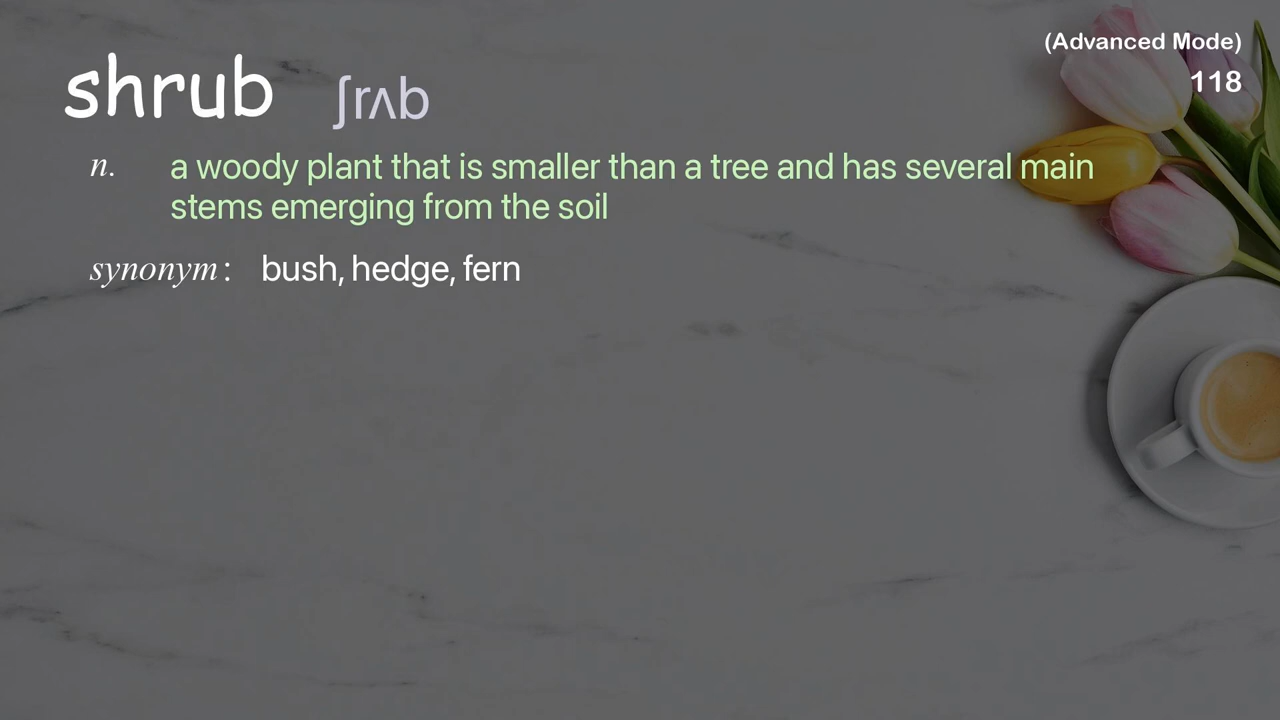 (Advanced Mode)
118
shrub ʃrʌb
n. a woody plant that is smaller than a tree and has several main
stems emerging from the soil
synonym: bush, hedge, fern